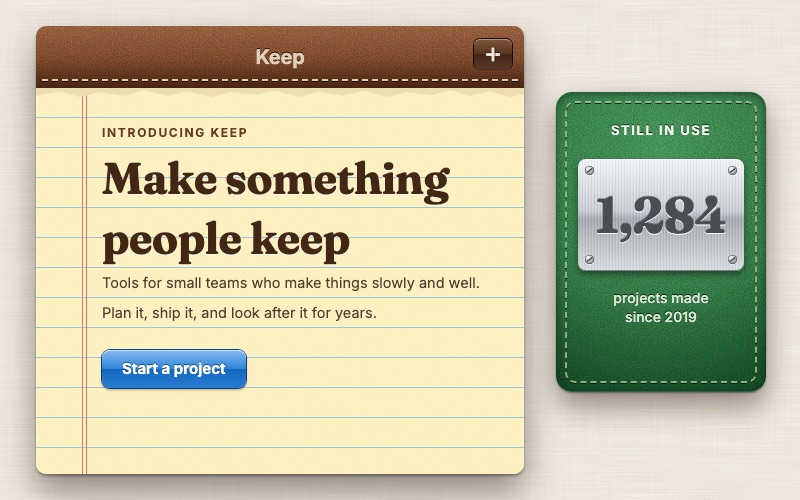 Keep
+
INTRODUCING KEEP
Make something
people keep
Tools for small teams who make things slowly and well.
Plan it, ship it, and look after it for years.
Start a project
STILL IN USE
1,284
projects made
since 2019